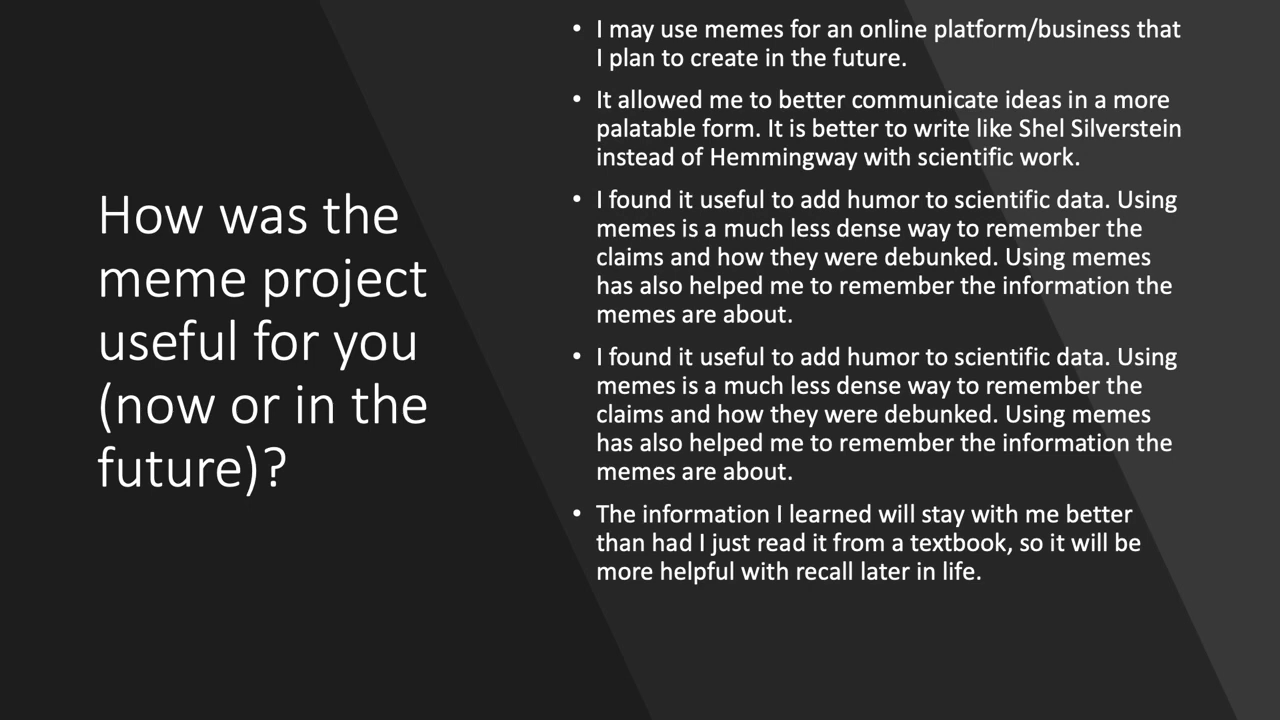 How was the
meme project
useful for you
(now or in the
future)?
• I may use memes for an online platform/business that
I plan to create in the future.
• It allowed me to better communicate ideas in a more
palatable form. It is better to write like Shel Silverstein
instead of Hemmingway with scientific work.
• I found it useful to add humor to scientific data. Using
memes is a much less dense way to remember the
claims and how they were debunked. Using memes
has also helped me to remember the information the
memes are about.
• I found it useful to add humor to scientific data. Using
memes is a much less dense way to remember the
claims and how they were debunked. Using memes
has also helped me to remember the information the
memes are about.
• The information I learned will stay with me better
than had I just read it from a textbook, so it will be
more helpful with recall later in life.